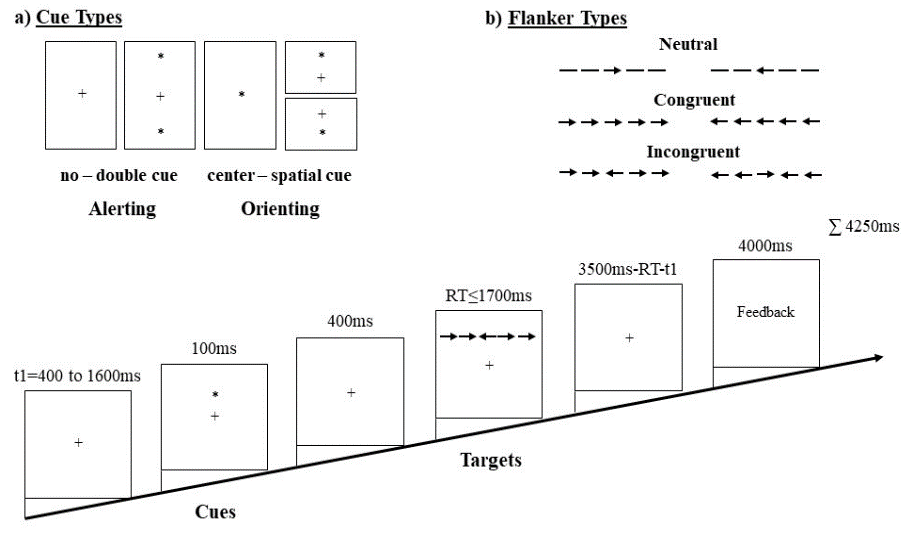 a) Cue Types
+
*
+
*
*
*
+
+
*
no – double cue
center – spatial cue
Alerting
Orienting
b) Flanker Types
Neutral
Congruent
Incongruent
∑ 4250ms
4000ms
3500ms-RT-t1
RT≤1700ms
400ms
100ms
t1=400 to 1600ms
Feedback
+
+
+
*
+
+
Targets
Cues